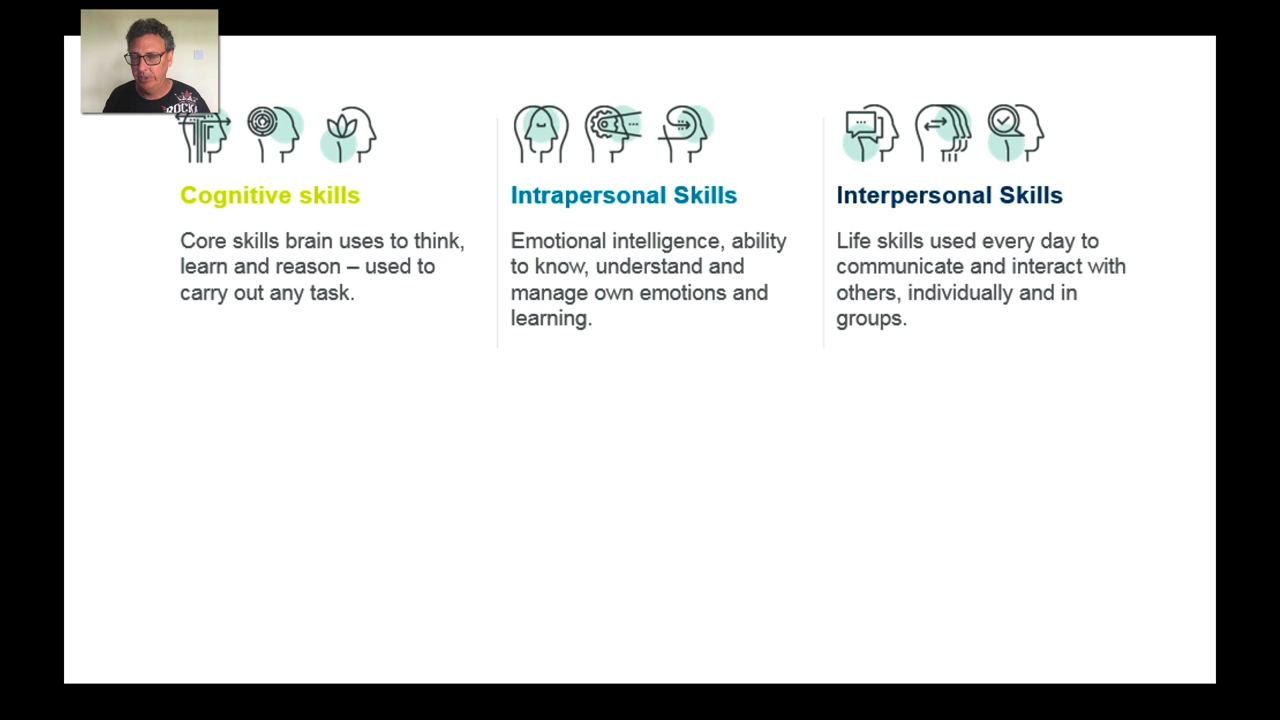 ROCK
Cognitive skills
Core skills brain uses to think,
learn and reason – used to
carry out any task.
Intrapersonal Skills
Emotional intelligence, ability
to know, understand and
manage own emotions and
learning.
Interpersonal Skills
Life skills used every day to
communicate and interact with
others, individually and in
groups.